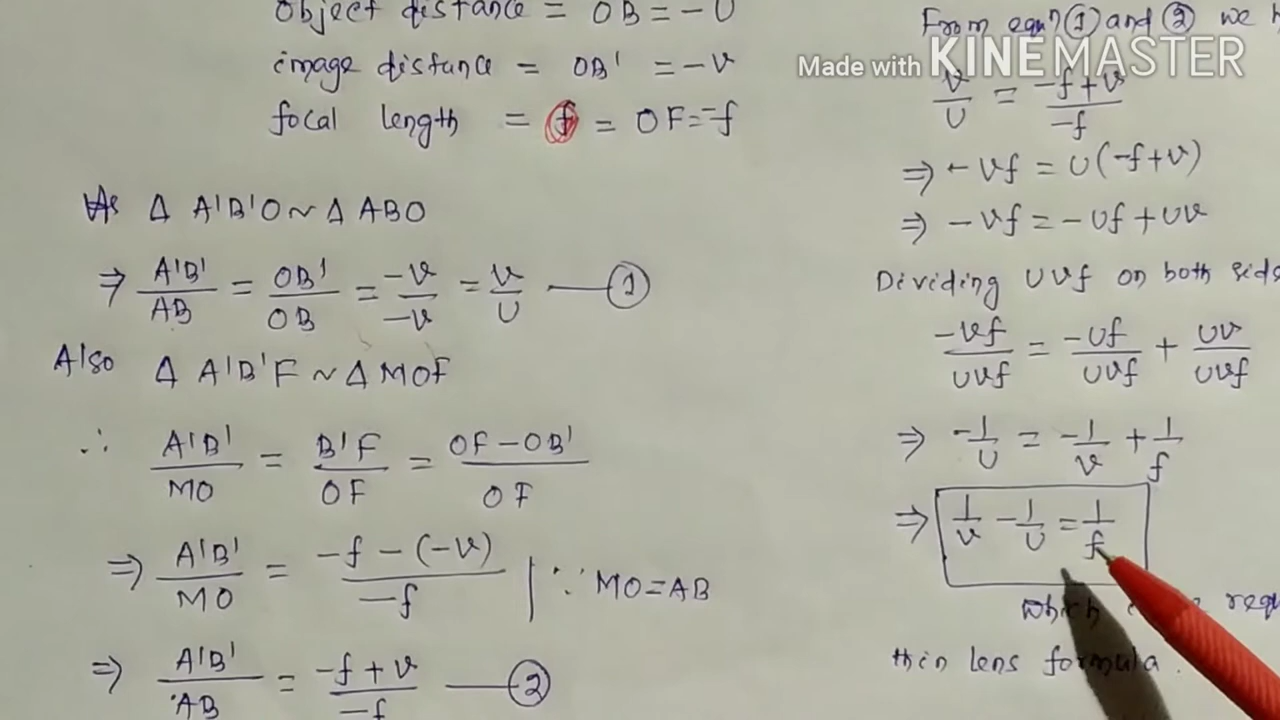 object distance = OB = -U
image distance = OB' = -v
focal length = f = OF = -f
As Δ A'B'O ~ Δ ABO
⇒ A'B'/AB = OB'/OB = -v/-v = v/U —— ①
Also Δ A'B'F ~ Δ MOF
∴ A'B'/MO = B'F/OF = OF-OB'/OF
⇒ A'B'/MO = -f-(-v)/-f | ∵ MO=AB
⇒ A'B'/AB = -f+v/-f —— ②
From eqn ① and ② we
Made with KINEMASTER
v/U = -f+v/-f
⇒ -vf = U(-f+v)
⇒ -vf = -Uf+Uv
Dividing Uvf on both sides
-vf/Uvf = -Uf/Uvf + Uv/Uvf
⇒ -1/U = -1/v + 1/f
⇒ 1/v - 1/U = 1/f
which
thin lens formula.